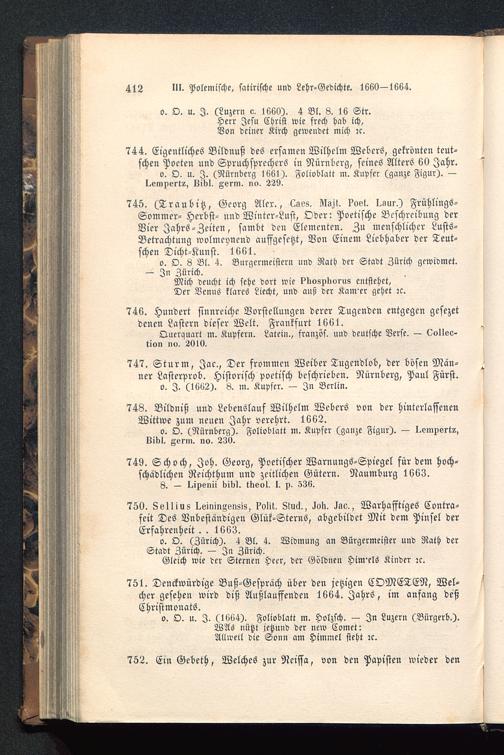 412 III. Polemische, satirische und Lehr-Gedichte. 1660—1664.
o. O. u. J. (Luzern c. 1660). 4 Bl. 8. 16 Str.
Herr Jesu Christ wie frech hab ich,
Von deiner Kirch gewendet mich ꝛc.
744. Eigentliches Bildnuß des ersamen Wilhelm Webers, gekrönten teut-
schen Poeten und Spruchsprechers in Nürnberg, seines Alters 60 Jahr.
o. O. u. J. (Nürnberg 1661). Folioblatt m. Kupfer (ganze Figur). —
Lempertz, Bibl. germ. no. 229.
745. (Traubitz, Georg Alex., Caes. Majt. Poet. Laur.) Frühlings-
Sommer- Herbst- und Winter-Lust, Oder: Poetische Beschreibung der
Vier Jahrs-Zeiten, sambt den Elementen. Zu menschlicher Lusts-
Betrachtung wolmeynend auffgesetzt, Von Einem Liebhaber der Teut-
schen Dicht-Kunst. 1661.
o. O. 8 Bl. 4. Burgermeistern und Rath der Stadt Zürich gewidmet.
— In Zürich.
Mich deucht ich sehe dort wie Phosphorus entstehet,
Der Venus klares Liecht, und auß der Kam̄er gehet ꝛc.
746. Hundert sinnreiche Vorstellungen derer Tugenden entgegen gesezet
denen Lastern dieser Welt. Frankfurt 1661.
Querquart m. Kupfern. Latein., französ. und deutsche Verse. — Collec-
tion no. 2010.
747. Sturm, Jac., Der frommen Weiber Tugendlob, der bösen Män-
ner Lasterprob. Historisch poetisch beschrieben. Nürnberg, Paul Fürst.
o. J. (1662). 8. m. Kupfer. — In Berlin.
748. Bildniß und Lebenslauf Wilhelm Webers von der hinterlassenen
Wittwe zum neuen Jahr verehrt. 1662.
o. O. (Nürnberg). Folioblatt m. Kupfer (ganze Figur). — Lempertz,
Bibl. germ. no. 230.
749. Schoch, Joh. Georg, Poetischer Warnungs-Spiegel für dem hoch-
schädlichen Reichthum und zeitlichen Gütern. Naumburg 1663.
8. — Lipenii bibl. theol. I. p. 536.
750. Sellius Leiningensis, Polit. Stud., Joh. Jac., Warhafftiges Contra-
feit Des Vnbeständigen Glük-Sterns, abgebildet Mit dem Pinsel der
Erfahrenheit . . 1663.
o. O. (Zürich). 4 Bl. 4. Widmung an Bürgermeister und Rath der
Stadt Zürich. — In Zürich.
Gleich wie der Sternen Heer, der Göldnen Him̄els Kinder ꝛc.
751. Denckwürdige Buß-Gespräch über den jetzigen COMETEN, Wel-
cher gesehen wird diß Außlauffenden 1664. Jahrs, im anfang deß
Christmonats.
o. O. u. J. (1664). Folioblatt m. Holzsch. — In Luzern (Bürgerb.).
WAs nützt jetzund der new Comet:
Allweil die Sonn am Himmel steht ꝛc.
752. Ein Gebeth, Welches zur Neissa, von den Papisten wieder den